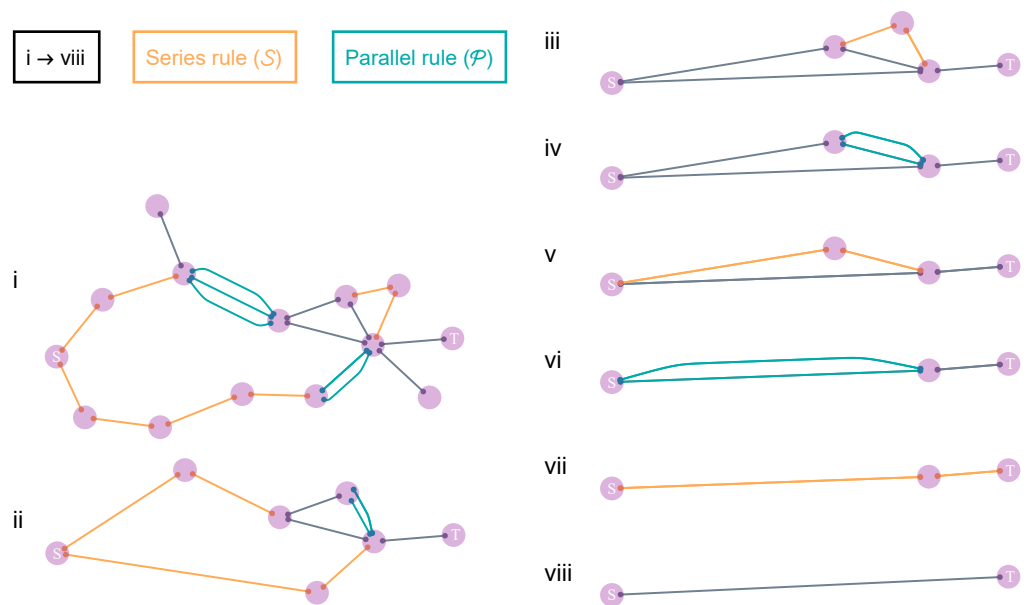 i → viii
Series rule (S)
Parallel rule (P)
i
S
T
ii
S
T
iii
S
T
iv
S
T
v
S
T
vi
S
T
vii
S
T
viii
S
T